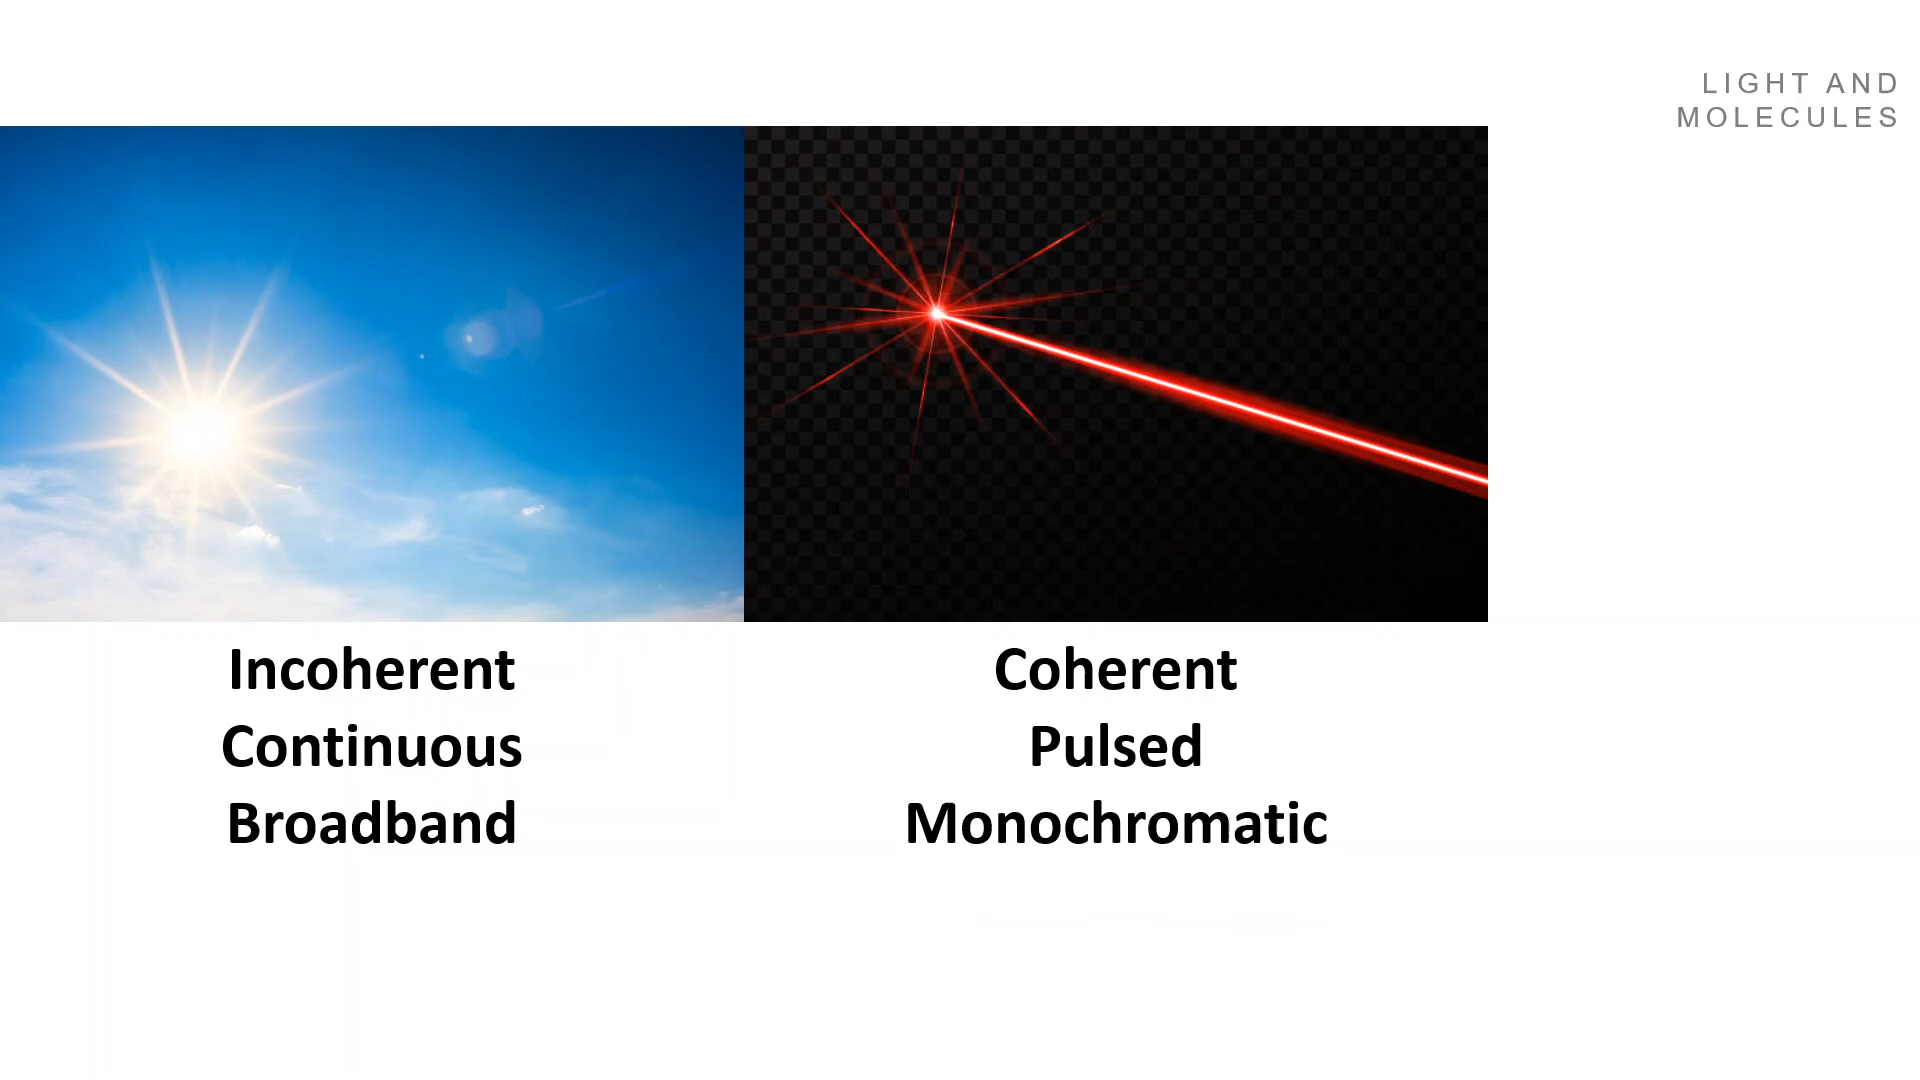 LIGHT AND
MOLECULES
Incoherent
Continuous
Broadband
Coherent
Pulsed
Monochromatic